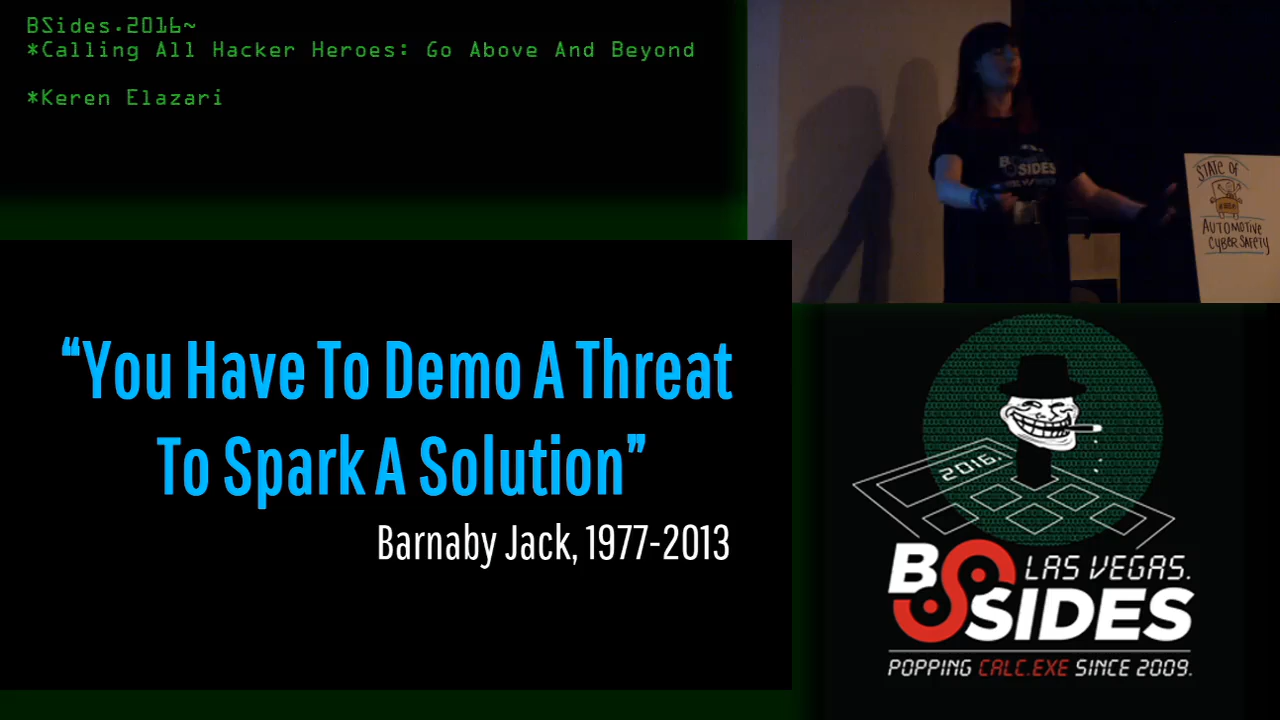 BSides.2016~
*Calling All Hacker Heroes: Go Above And Beyond
*Keren Elazari
SIDES
STATE OF
AUTOMOTIVE
CYBER SAFETY
“You Have To Demo A Threat
To Spark A Solution”
Barnaby Jack, 1977-2013
2016.
BSIDES
LAS VEGAS.
POPPING CALC.EXE SINCE 2009.